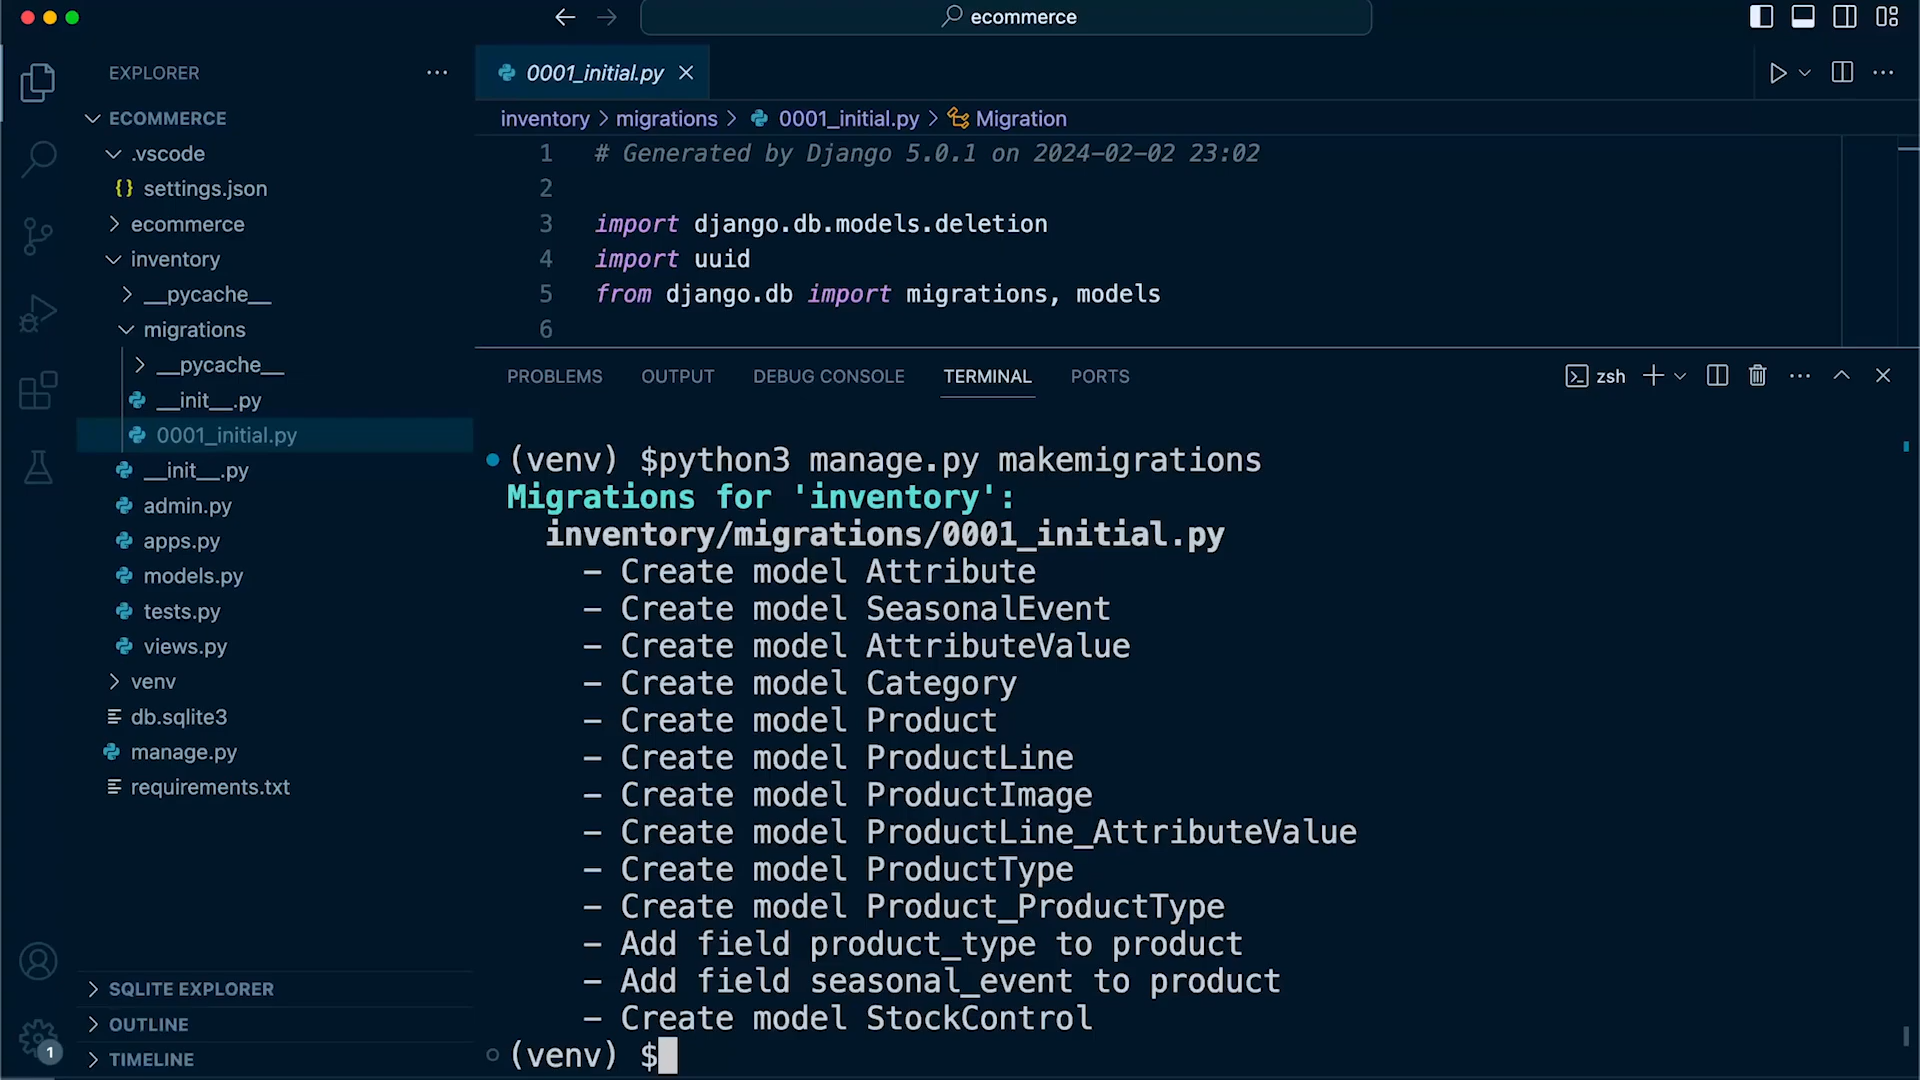 ecommerce
EXPLORER
ECOMMERCE
.vscode
{} settings.json
ecommerce
inventory
__pycache__
migrations
__pycache__
__init__.py
0001_initial.py
__init__.py
admin.py
apps.py
models.py
tests.py
views.py
venv
db.sqlite3
manage.py
requirements.txt
SQLITE EXPLORER
OUTLINE
TIMELINE
1
0001_initial.py
inventory > migrations > 0001_initial.py > Migration
1 # Generated by Django 5.0.1 on 2024-02-02 23:02
2
3 import django.db.models.deletion
4 import uuid
5 from django.db import migrations, models
6
PROBLEMS OUTPUT DEBUG CONSOLE TERMINAL PORTS zsh
(venv) $python3 manage.py makemigrations
Migrations for 'inventory':
inventory/migrations/0001_initial.py
- Create model Attribute
- Create model SeasonalEvent
- Create model AttributeValue
- Create model Category
- Create model Product
- Create model ProductLine
- Create model ProductImage
- Create model ProductLine_AttributeValue
- Create model ProductType
- Create model Product_ProductType
- Add field product_type to product
- Add field seasonal_event to product
- Create model StockControl
(venv) $